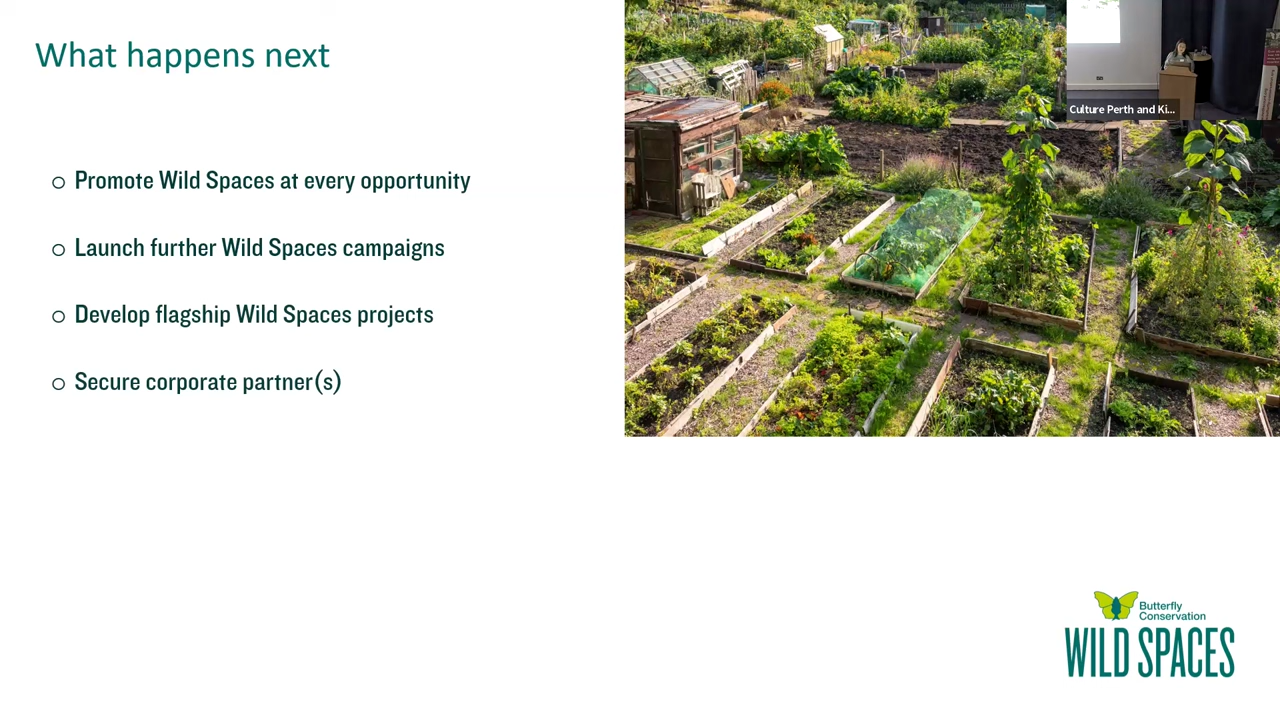 What happens next
Promote Wild Spaces at every opportunity
Launch further Wild Spaces campaigns
Develop flagship Wild Spaces projects
Secure corporate partner(s)
Culture Perth and Ki...
Butterfly
Conservation
WILD SPACES